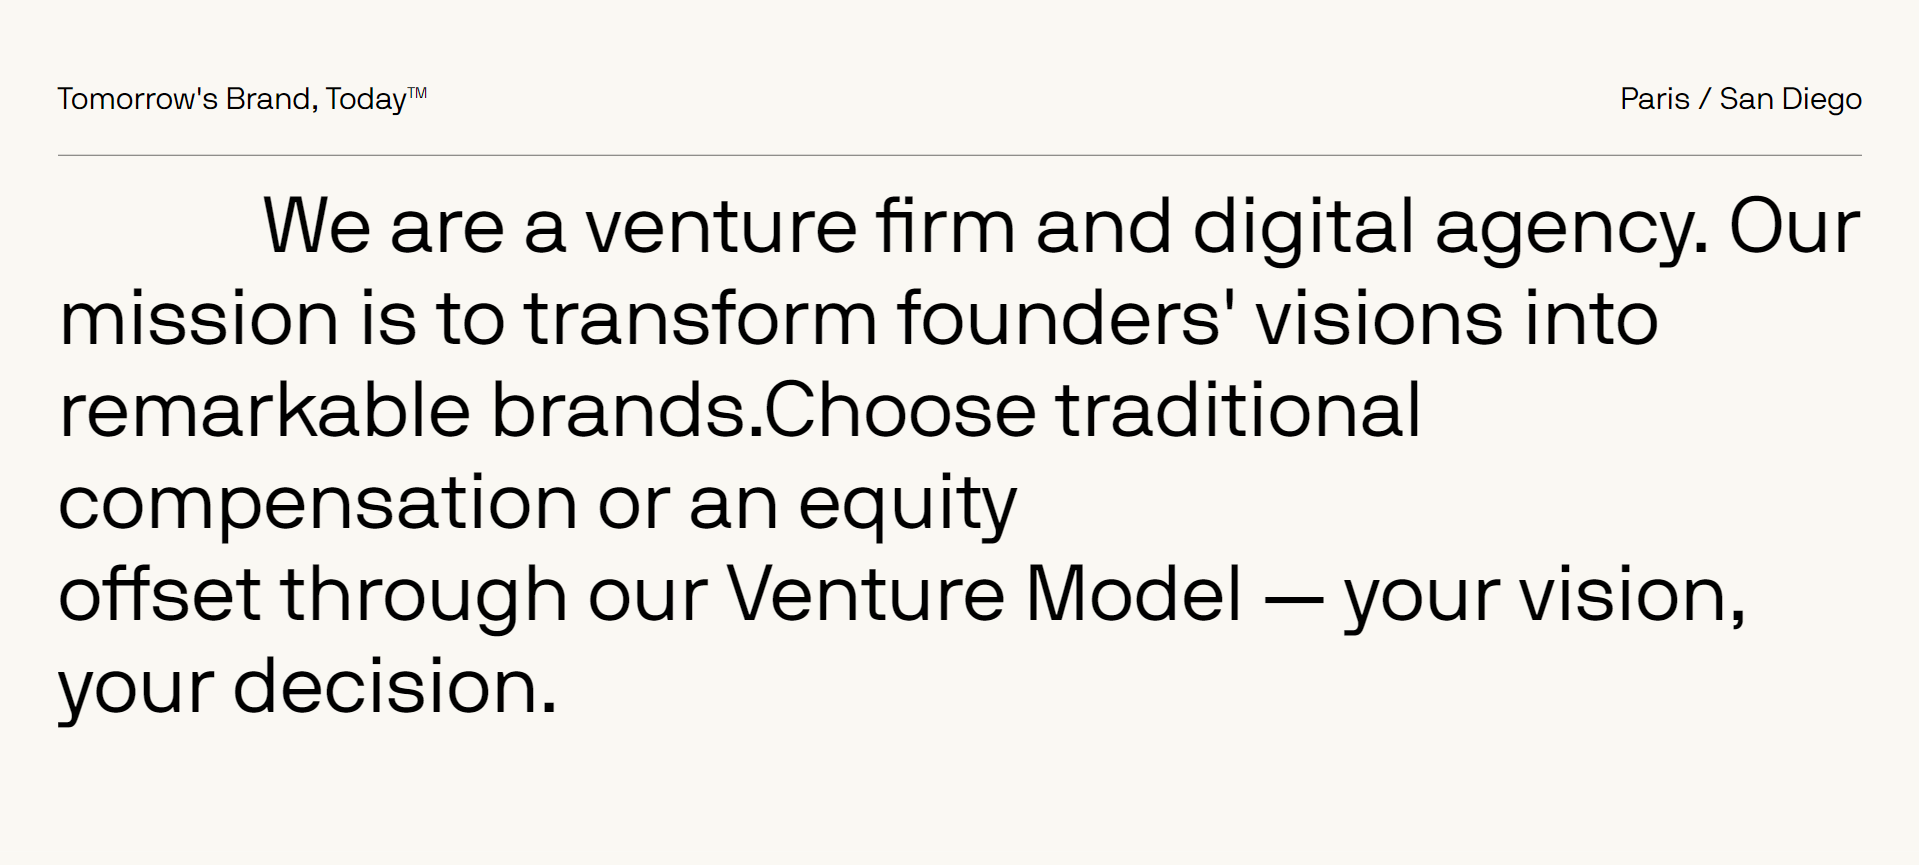 Tomorrow's Brand, Today™
Paris / San Diego
We are a venture firm and digital agency. Our
mission is to transform founders' visions into
remarkable brands.Choose traditional
compensation or an equity
offset through our Venture Model — your vision,
your decision.